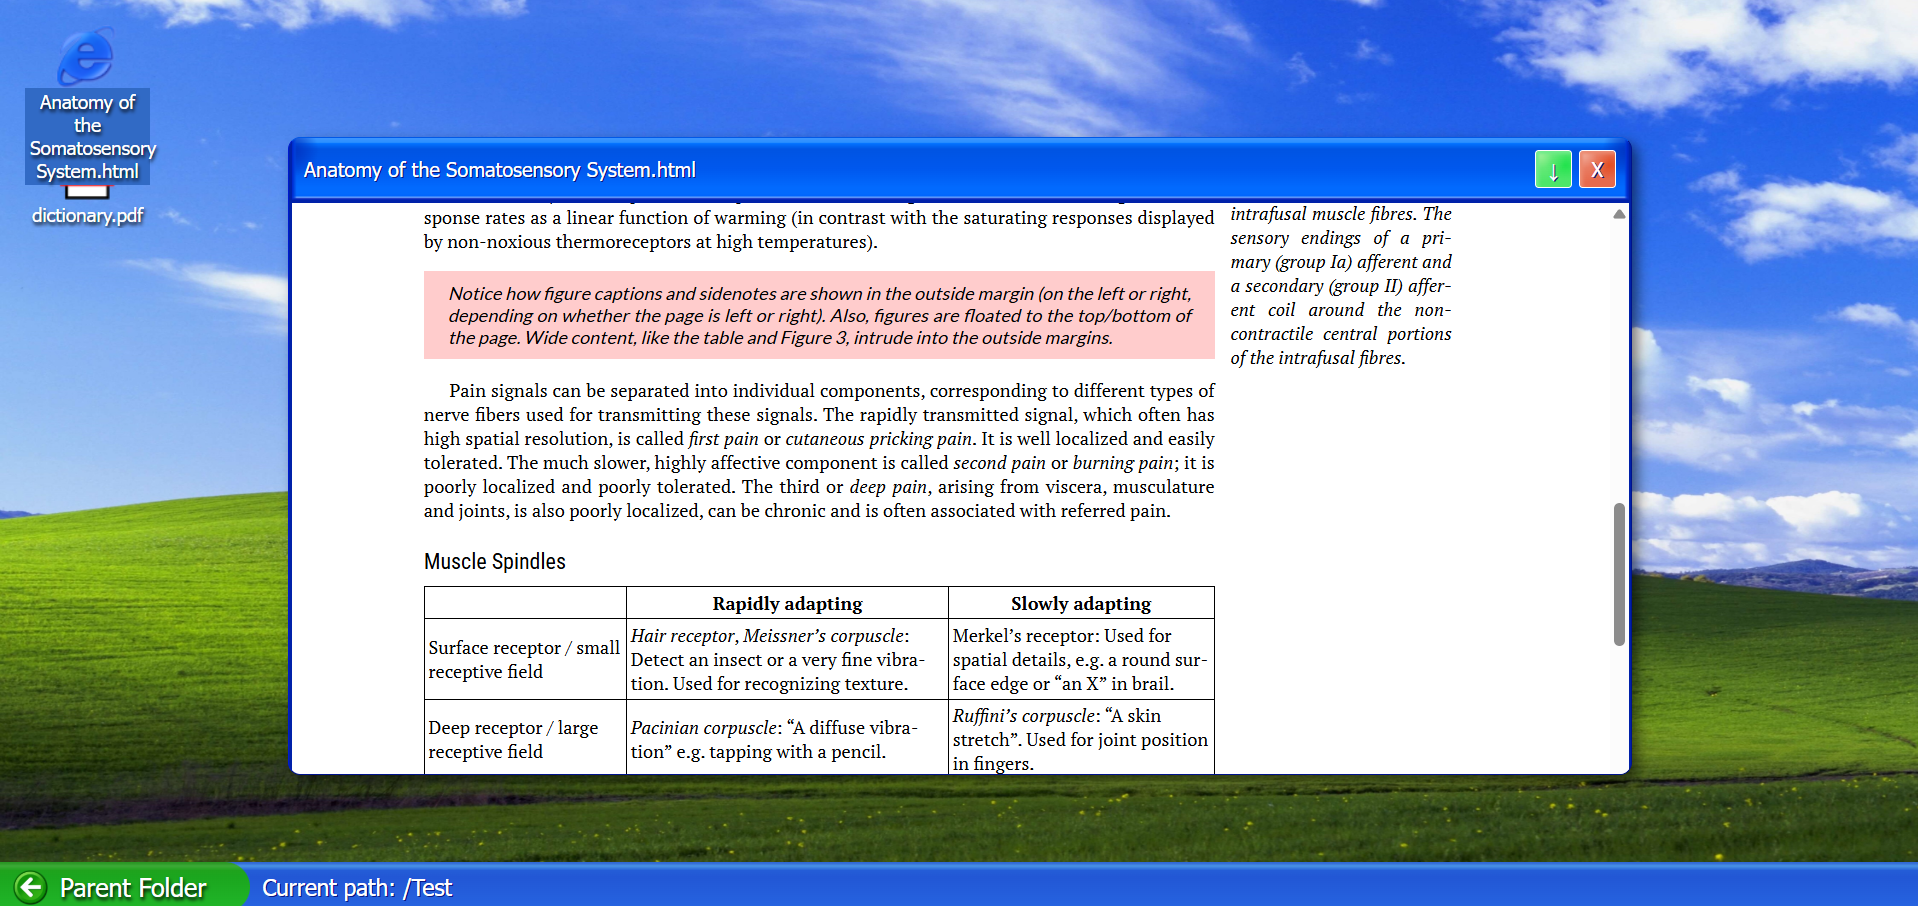 Anatomy of
the
Somatosensory
System.html
dictionary.pdf
Anatomy of the Somatosensory System.html
↓
X
sponse rates as a linear function of warming (in contrast with the saturating responses displayed
by non-noxious thermoreceptors at high temperatures).
Notice how figure captions and sidenotes are shown in the outside margin (on the left or right,
depending on whether the page is left or right). Also, figures are floated to the top/bottom of
the page. Wide content, like the table and Figure 3, intrude into the outside margins.
Pain signals can be separated into individual components, corresponding to different types of
nerve fibers used for transmitting these signals. The rapidly transmitted signal, which often has
high spatial resolution, is called first pain or cutaneous pricking pain. It is well localized and easily
tolerated. The much slower, highly affective component is called second pain or burning pain; it is
poorly localized and poorly tolerated. The third or deep pain, arising from viscera, musculature
and joints, is also poorly localized, can be chronic and is often associated with referred pain.
intrafusal muscle fibres. The
sensory endings of a pri-
mary (group Ia) afferent and
a secondary (group II) affer-
ent coil around the non-
contractile central portions
of the intrafusal fibres.
Muscle Spindles
Rapidly adapting
Slowly adapting
Surface receptor / small
receptive field
Hair receptor, Meissner’s corpuscle:
Detect an insect or a very fine vibra-
tion. Used for recognizing texture.
Merkel’s receptor: Used for
spatial details, e.g. a round sur-
face edge or “an X” in brail.
Deep receptor / large
receptive field
Pacinian corpuscle: “A diffuse vibra-
tion” e.g. tapping with a pencil.
Ruffini’s corpuscle: “A skin
stretch”. Used for joint position
in fingers.
Parent Folder
Current path: /Test